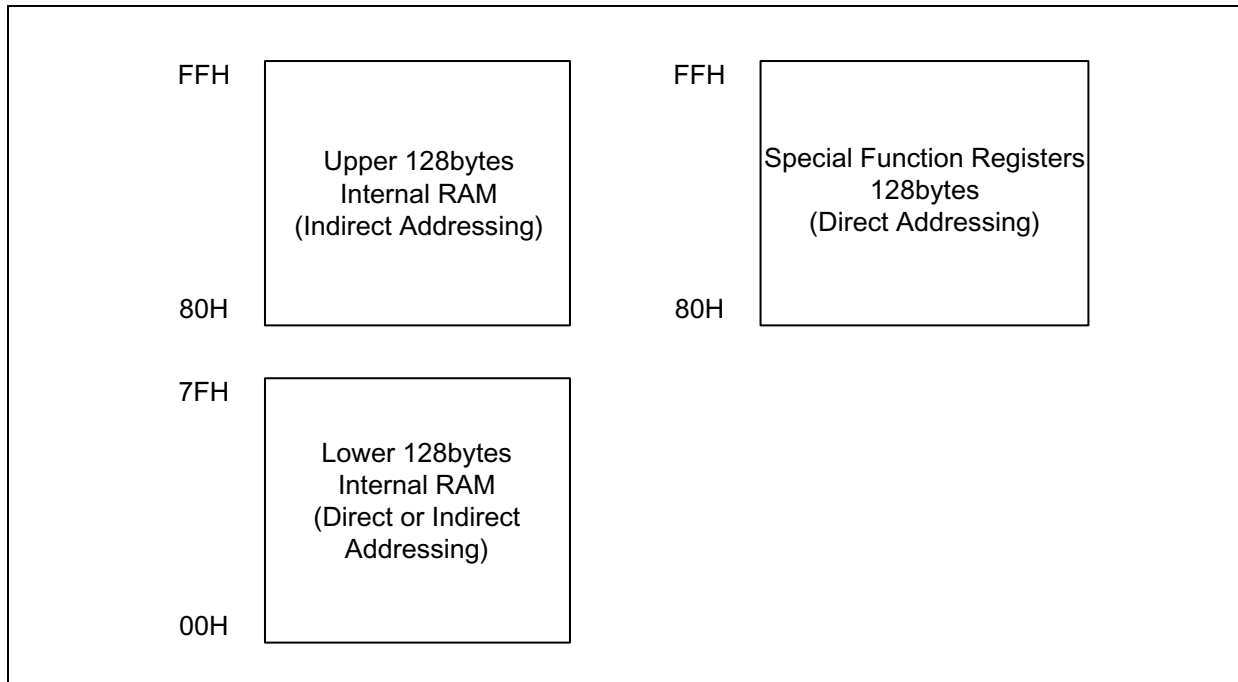 FFH
Upper 128bytes
Internal RAM
(Indirect Addressing)
80H
FFH
Special Function Registers
128bytes
(Direct Addressing)
80H
7FH
Lower 128bytes
Internal RAM
(Direct or Indirect
Addressing)
00H